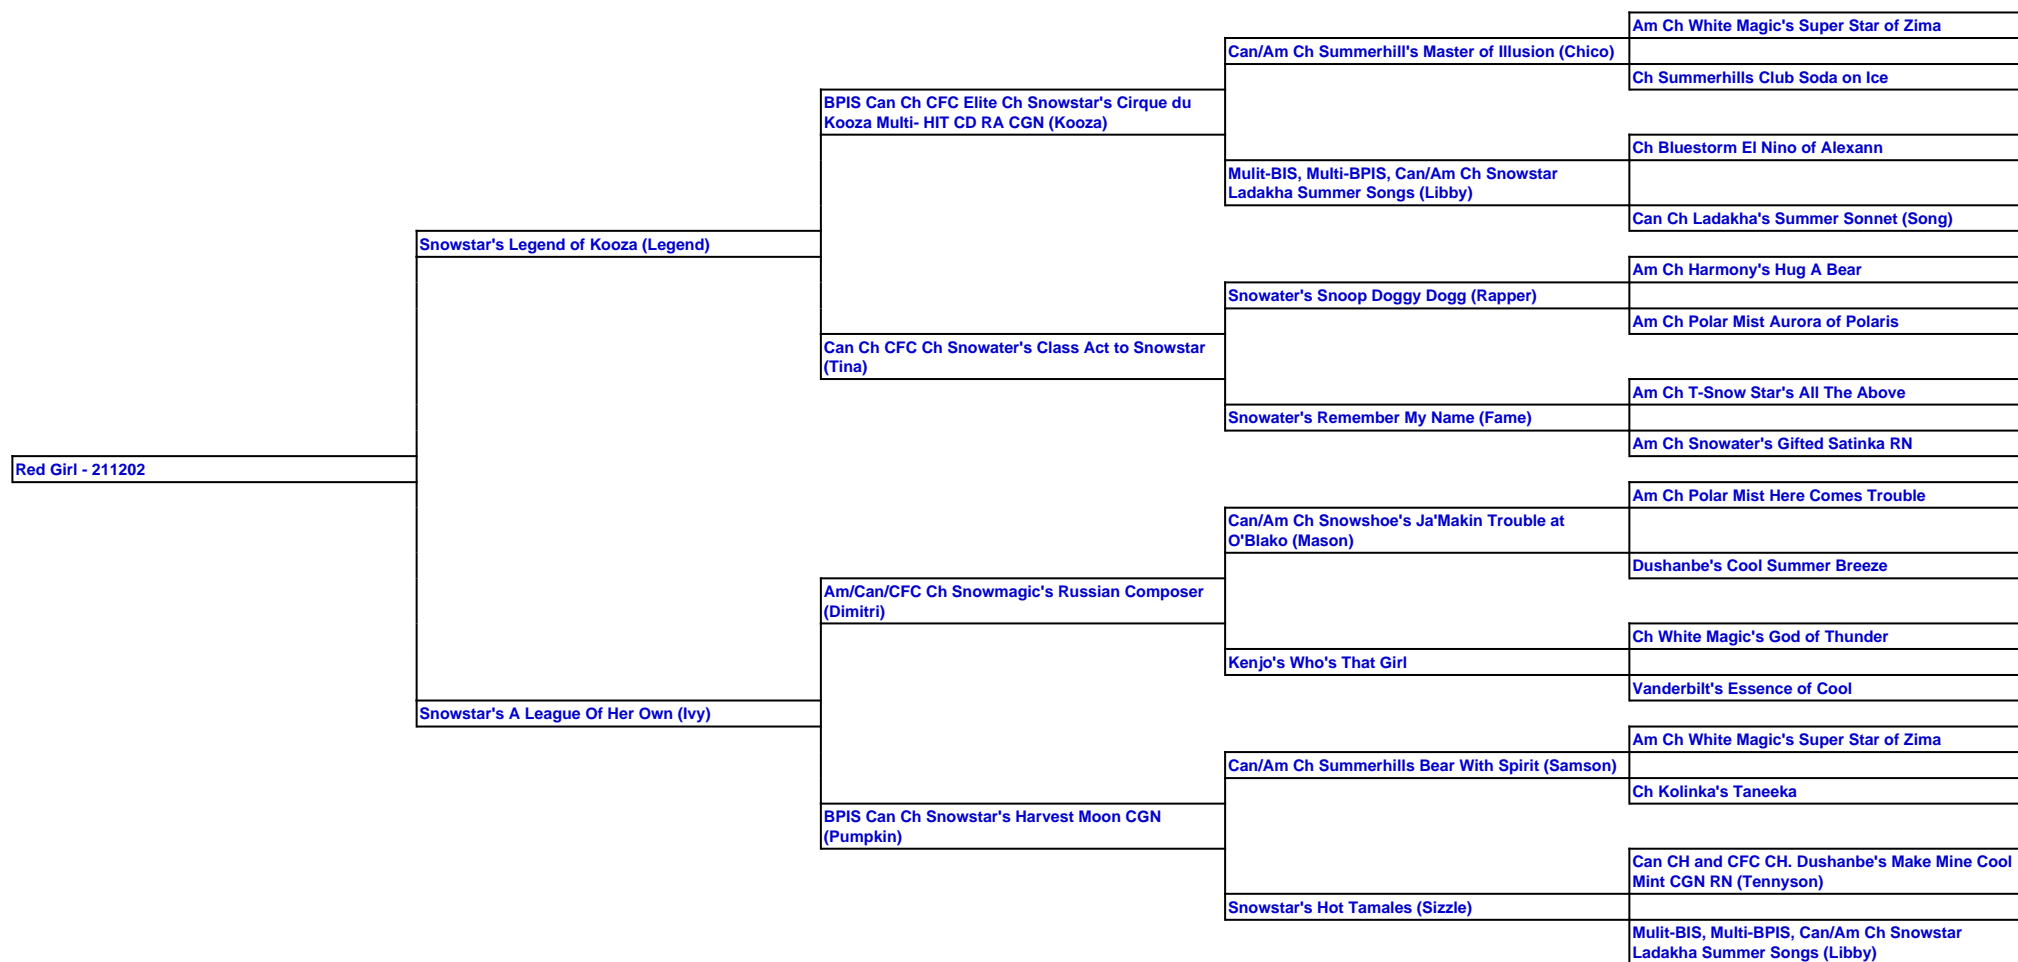 Am Ch White Magic's Super Star of Zima
Can/Am Ch Summerhill's Master of Illusion (Chico)
Ch Summerhills Club Soda on Ice
BPIS Can Ch CFC Elite Ch Snowstar's Cirque du
Kooza Multi- HIT CD RA CGN (Kooza)
Ch Bluestorm El Nino of Alexann
Mulit-BIS, Multi-BPIS, Can/Am Ch Snowstar
Ladakha Summer Songs (Libby)
Can Ch Ladakha's Summer Sonnet (Song)
Snowstar's Legend of Kooza (Legend)
Am Ch Harmony's Hug A Bear
Snowater's Snoop Doggy Dogg (Rapper)
Am Ch Polar Mist Aurora of Polaris
Can Ch CFC Ch Snowater's Class Act to Snowstar
(Tina)
Am Ch T-Snow Star's All The Above
Snowater's Remember My Name (Fame)
Am Ch Snowater's Gifted Satinka RN
Red Girl - 211202
Am Ch Polar Mist Here Comes Trouble
Can/Am Ch Snowshoe's Ja'Makin Trouble at
O'Blako (Mason)
Dushanbe's Cool Summer Breeze
Am/Can/CFC Ch Snowmagic's Russian Composer
(Dimitri)
Ch White Magic's God of Thunder
Kenjo's Who's That Girl
Vanderbilt's Essence of Cool
Snowstar's A League Of Her Own (Ivy)
Am Ch White Magic's Super Star of Zima
Can/Am Ch Summerhills Bear With Spirit (Samson)
Ch Kolinka's Taneeka
BPIS Can Ch Snowstar's Harvest Moon CGN
(Pumpkin)
Can CH and CFC CH. Dushanbe's Make Mine Cool
Mint CGN RN (Tennyson)
Snowstar's Hot Tamales (Sizzle)
Mulit-BIS, Multi-BPIS, Can/Am Ch Snowstar
Ladakha Summer Songs (Libby)